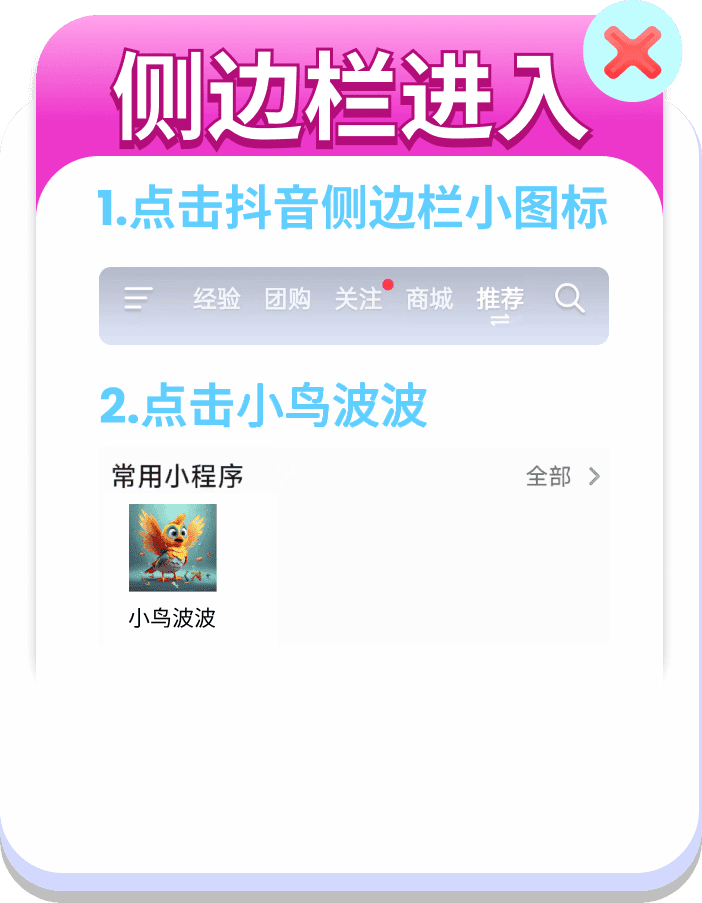 侧边栏进入
1.点击抖音侧边栏小图标
经验 团购 关注 商城 推荐
2.点击小鸟波波
常用小程序 全部
小鸟波波